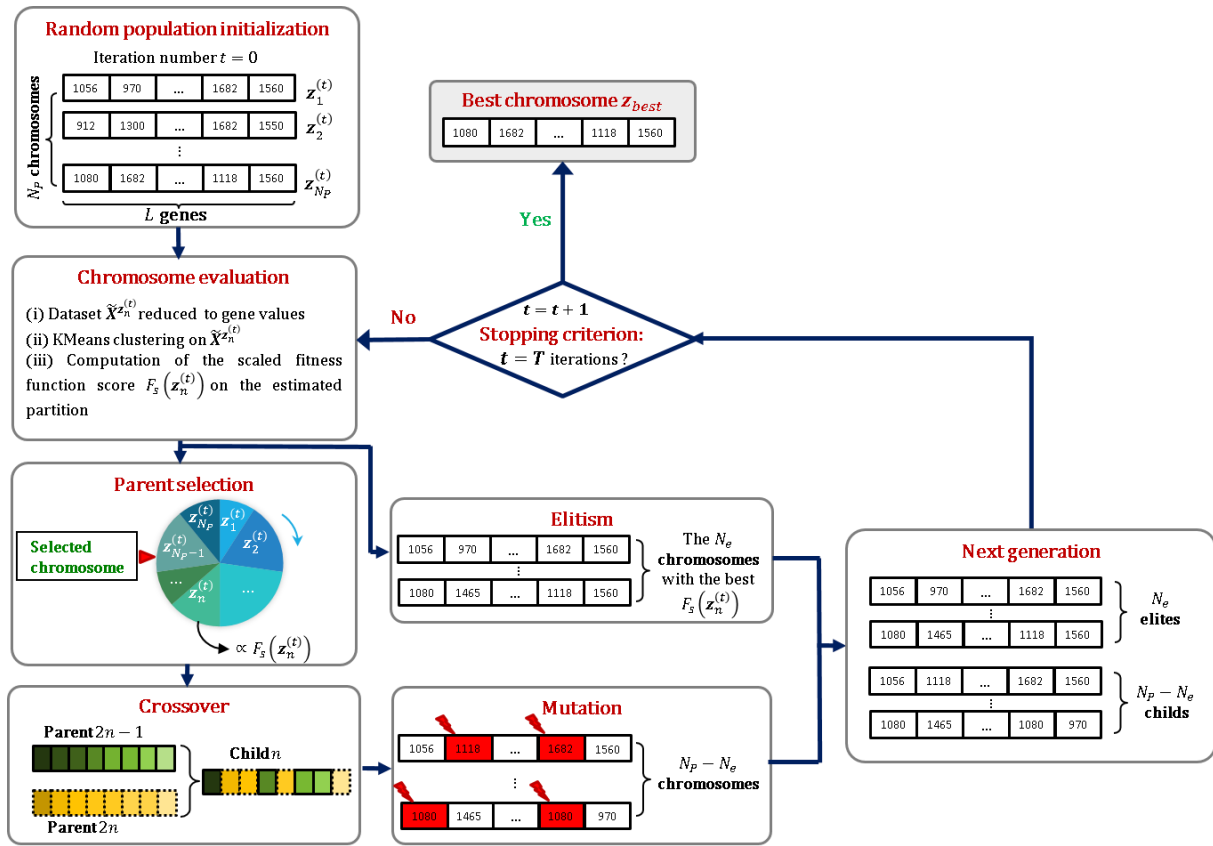 Random population initialization
Iteration number t = 0
N_P chromosomes
1056 970 ... 1682 1560 z_1^(t)
912 1300 ... 1682 1550 z_2^(t)
⋮
1080 1682 ... 1118 1560 z_{N_P}^(t)
L genes
Best chromosome z_best
1080 1682 ... 1118 1560
Yes
No
t = t + 1
Stopping criterion:
t = T iterations ?
Chromosome evaluation
(i) Dataset X̃^{z_n^(t)} reduced to gene values
(ii) KMeans clustering on X̃^{z_n^(t)}
(iii) Computation of the scaled fitness
function score F_s(z_n^(t)) on the estimated
partition
Parent selection
Selected
chromosome
z_{N_P}^(t)
z_1^(t)
z_2^(t)
z_{N_P−1}^(t)
...
z_n^(t)
...
∝ F_s(z_n^(t))
Elitism
1056 970 ... 1682 1560
⋮
1080 1465 ... 1118 1560
The N_e
chromosomes
with the best
F_s(z_n^(t))
Crossover
Parent 2n − 1
Child n
Parent 2n
Mutation
1056 1118 ... 1682 1560
⋮
1080 1465 ... 1080 970
N_P − N_e
chromosomes
Next generation
1056 970 ... 1682 1560
⋮
1080 1465 ... 1118 1560
N_e
elites
1056 1118 ... 1682 1560
⋮
1080 1465 ... 1080 970
N_P − N_e
childs